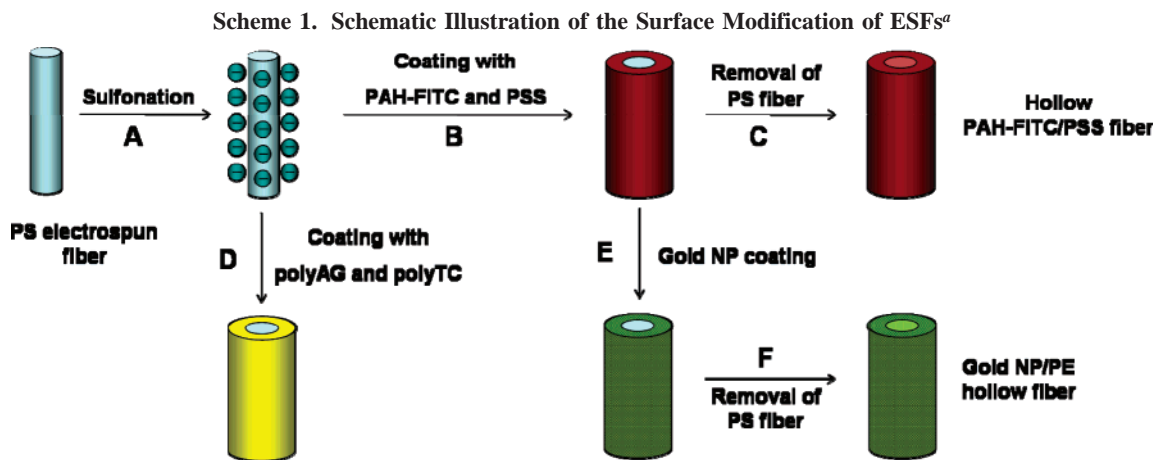 Scheme 1. Schematic Illustration of the Surface Modification of ESFsᵃ
Sulfonation
A
Coating with
PAH-FITC and PSS
B
Removal of
PS fiber
C
Hollow
PAH-FITC/PSS fiber
PS electrospun
fiber
D
Coating with
polyAG and polyTC
E
Gold NP coating
F
Removal of
PS fiber
Gold NP/PE
hollow fiber